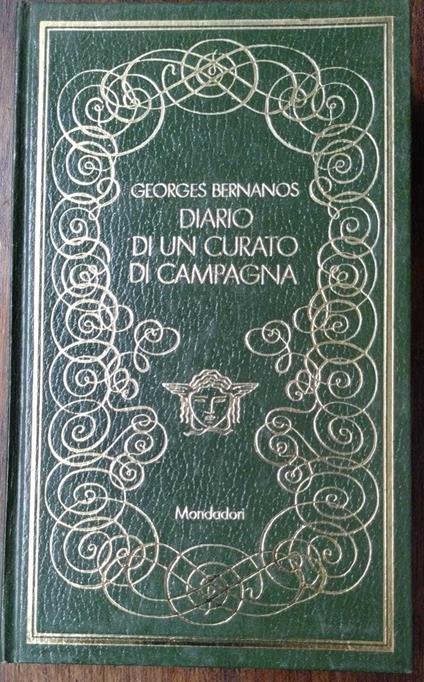 GEORGES BERNANOS
DIARIO
DI UN CURATO
DI CAMPAGNA
Mondadori